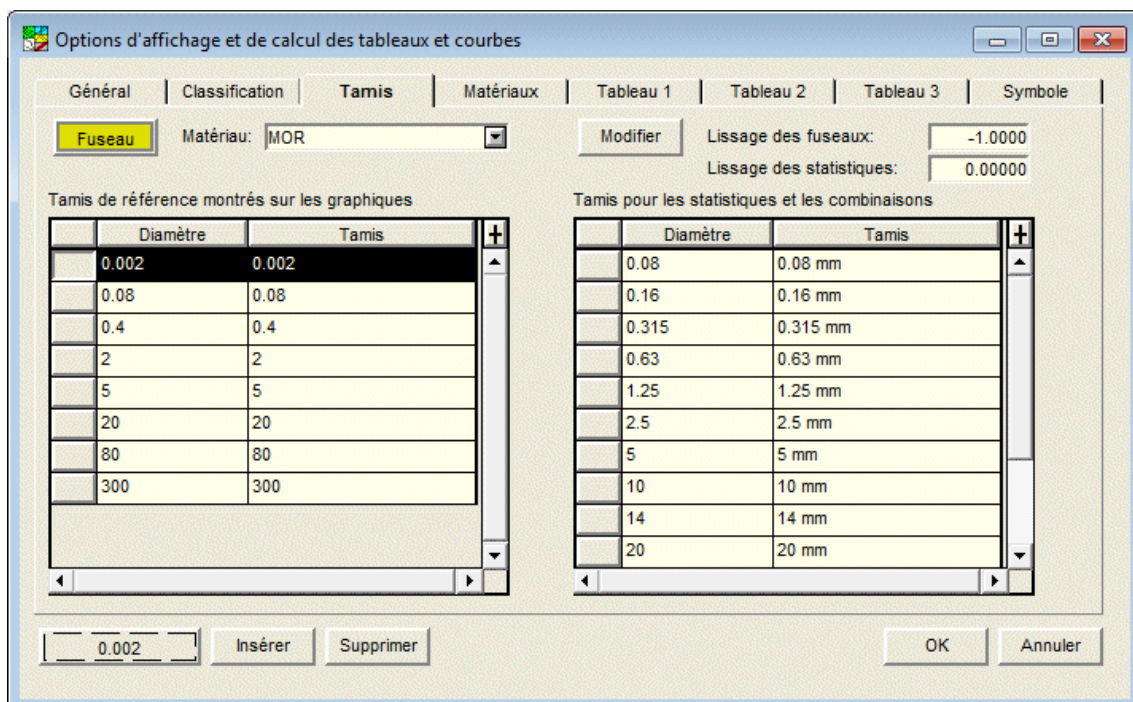 Options d'affichage et de calcul des tableaux et courbes
Général Classification Tamis Matériaux Tableau 1 Tableau 2 Tableau 3 Symbole
Fuseau Matériau: MOR Modifier Lissage des fuseaux: -1.0000
Lissage des statistiques: 0.00000
Tamis de référence montrés sur les graphiques
Diamètre Tamis
0.002 0.002
0.08 0.08
0.4 0.4
2 2
5 5
20 20
80 80
300 300
Tamis pour les statistiques et les combinaisons
Diamètre Tamis
0.08 0.08 mm
0.16 0.16 mm
0.315 0.315 mm
0.63 0.63 mm
1.25 1.25 mm
2.5 2.5 mm
5 5 mm
10 10 mm
14 14 mm
20 20 mm
0.002 Insérer Supprimer OK Annuler